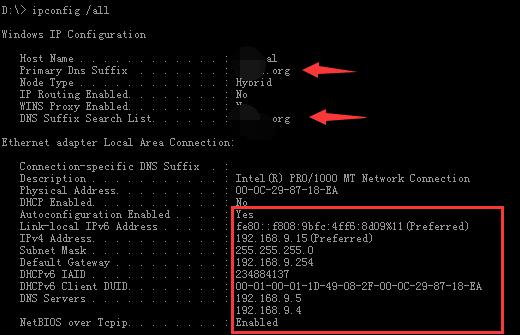 D:\> ipconfig /all
Windows IP Configuration
Host Name . . . . . . . . . . . . : al
Primary Dns Suffix . . . . . . . : .org
Node Type . . . . . . . . . . . . : Hybrid
IP Routing Enabled. . . . . . . . : No
WINS Proxy Enabled. . . . . . . . :
DNS Suffix Search List. . . . . . : .org
Ethernet adapter Local Area Connection:
Connection-specific DNS Suffix . :
Description . . . . . . . . . . . : Intel(R) PRO/1000 MT Network Connection
Physical Address. . . . . . . . . : 00-0C-29-87-18-EA
DHCP Enabled. . . . . . . . . . . : No
Autoconfiguration Enabled . . . . : Yes
Link-local IPv6 Address . . . . . : fe80::f808:9bfc:4ff6:8d09%11(Preferred)
IPv4 Address. . . . . . . . . . . : 192.168.9.15(Preferred)
Subnet Mask . . . . . . . . . . . : 255.255.255.0
Default Gateway . . . . . . . . . : 192.168.9.254
DHCPv6 IAID . . . . . . . . . . . : 234884137
DHCPv6 Client DUID. . . . . . . . : 00-01-00-01-1D-49-08-2F-00-0C-29-87-18-EA
DNS Servers . . . . . . . . . . . : 192.168.9.5
192.168.9.4
NetBIOS over Tcpip. . . . . . . . : Enabled